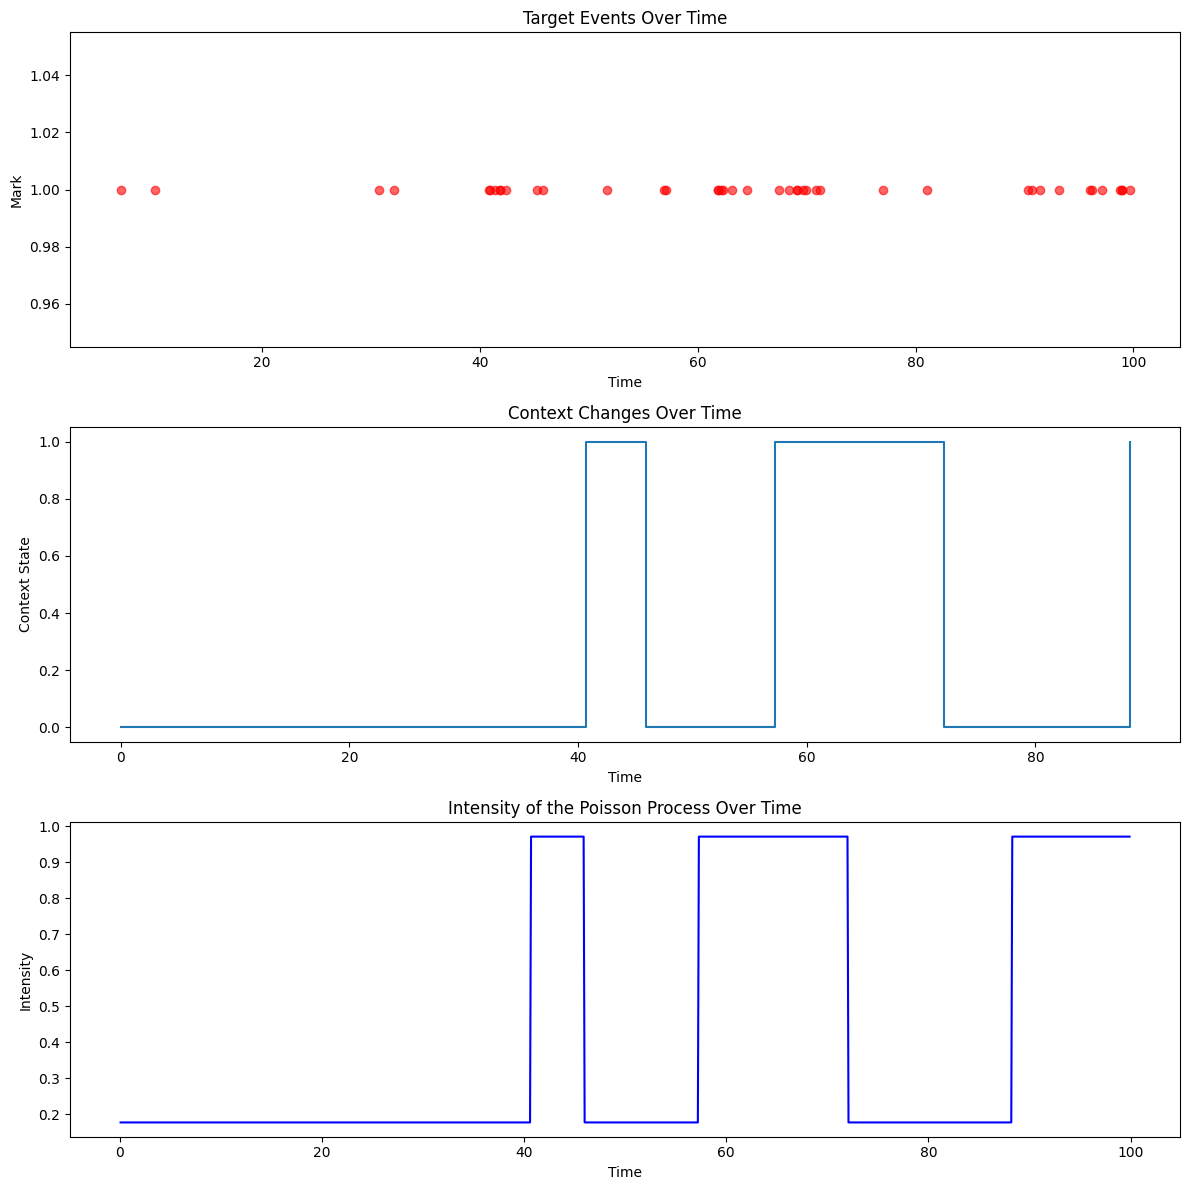 Target Events Over Time
1.04
1.02
1.00
0.98
0.96
Mark
20 40 60 80 100
Time
Context Changes Over Time
1.0
0.8
0.6
0.4
0.2
0.0
Context State
0 20 40 60 80
Time
Intensity of the Poisson Process Over Time
1.0
0.9
0.8
0.7
0.6
0.5
0.4
0.3
0.2
Intensity
0 20 40 60 80 100
Time